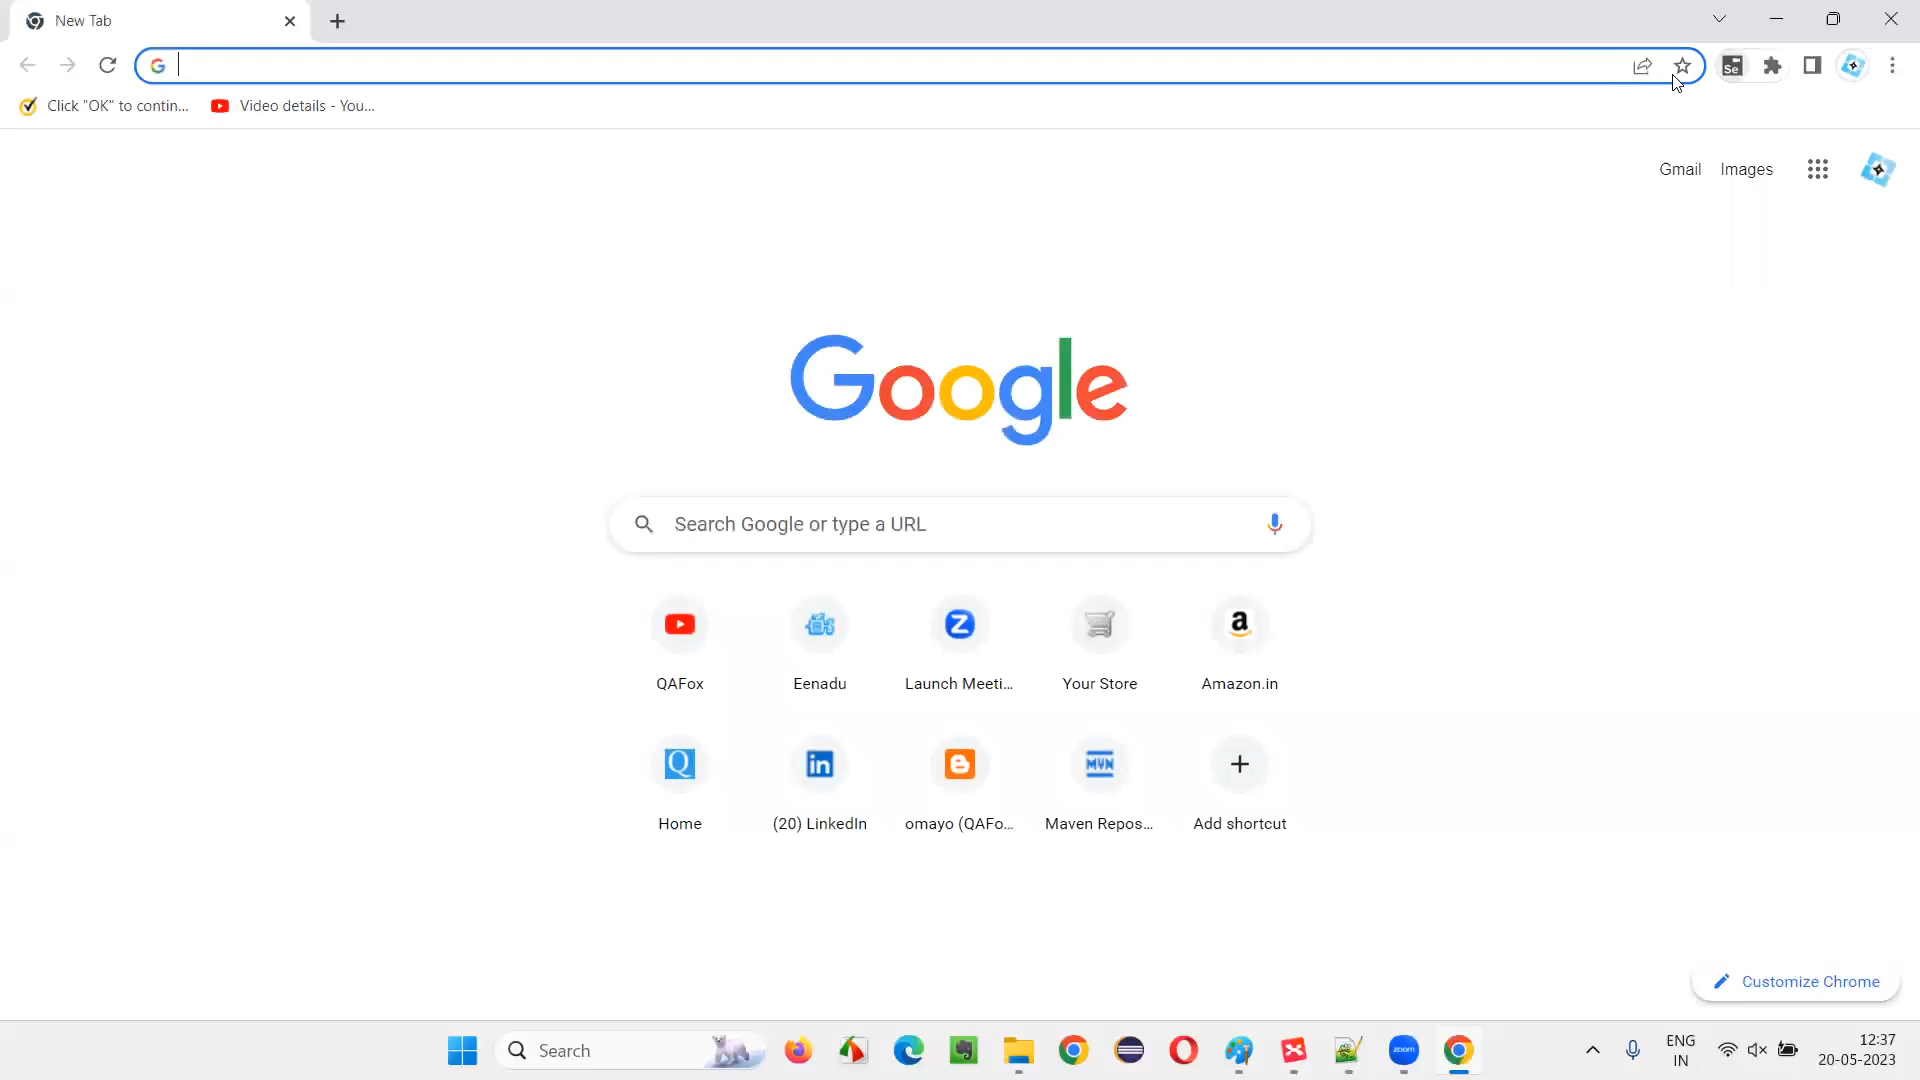 New Tab
Se
Click "OK" to contin...
Video details - You...
Gmail
Images
Google
Search Google or type a URL
QAFox
Eenadu
Launch Meeti...
Your Store
Amazon.in
Home
(20) LinkedIn
omayo (QAFo...
Maven Repos...
Add shortcut
Customize Chrome
Search
zoom
ENG
IN
12:37
20-05-2023